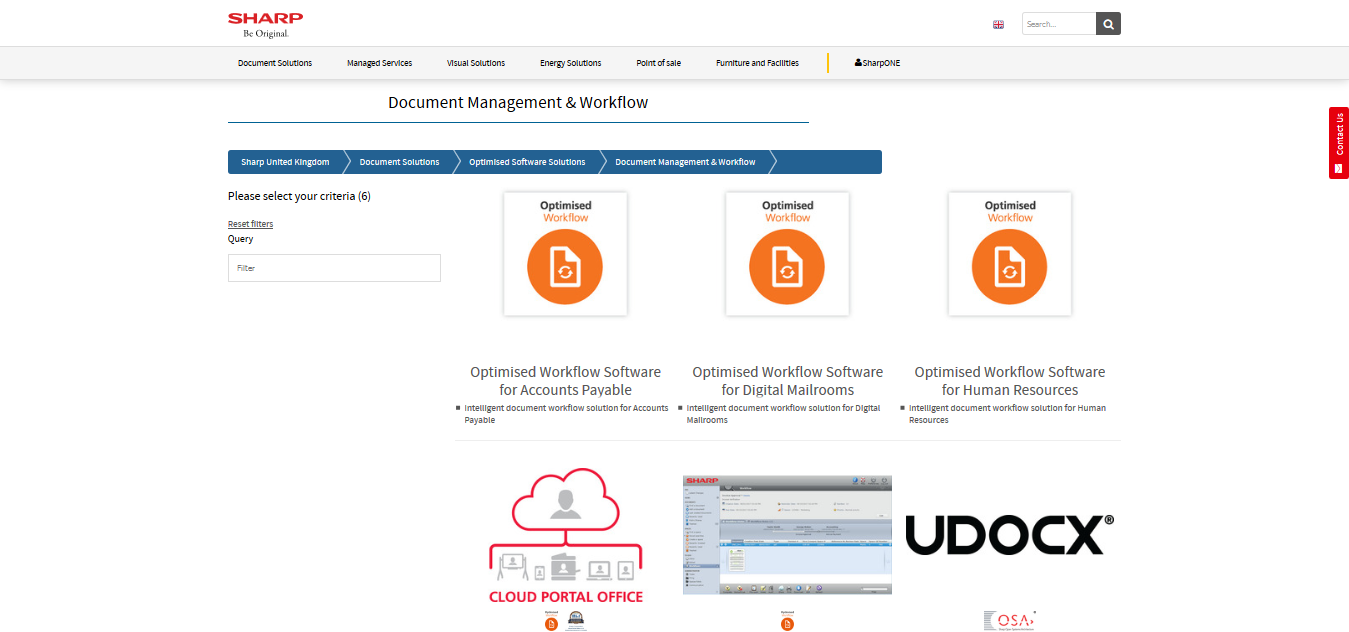 SHARP
Be Original.
Search...
Document Solutions
Managed Services
Visual Solutions
Energy Solutions
Point of sale
Furniture and Facilities
SharpONE
Contact Us
Document Management & Workflow
Sharp United Kingdom
Document Solutions
Optimised Software Solutions
Document Management & Workflow
Please select your criteria (6)
Reset filters
Query
Filter
Optimised
Workflow
Optimised
Workflow
Optimised
Workflow
Optimised Workflow Software
for Accounts Payable
Intelligent document workflow solution for Accounts
Payable
Optimised Workflow Software
for Digital Mailrooms
Intelligent document workflow solution for Digital
Mailrooms
Optimised Workflow Software
for Human Resources
Intelligent document workflow solution for Human
Resources
CLOUD PORTAL OFFICE
SHARP
UDOCX®
OSA